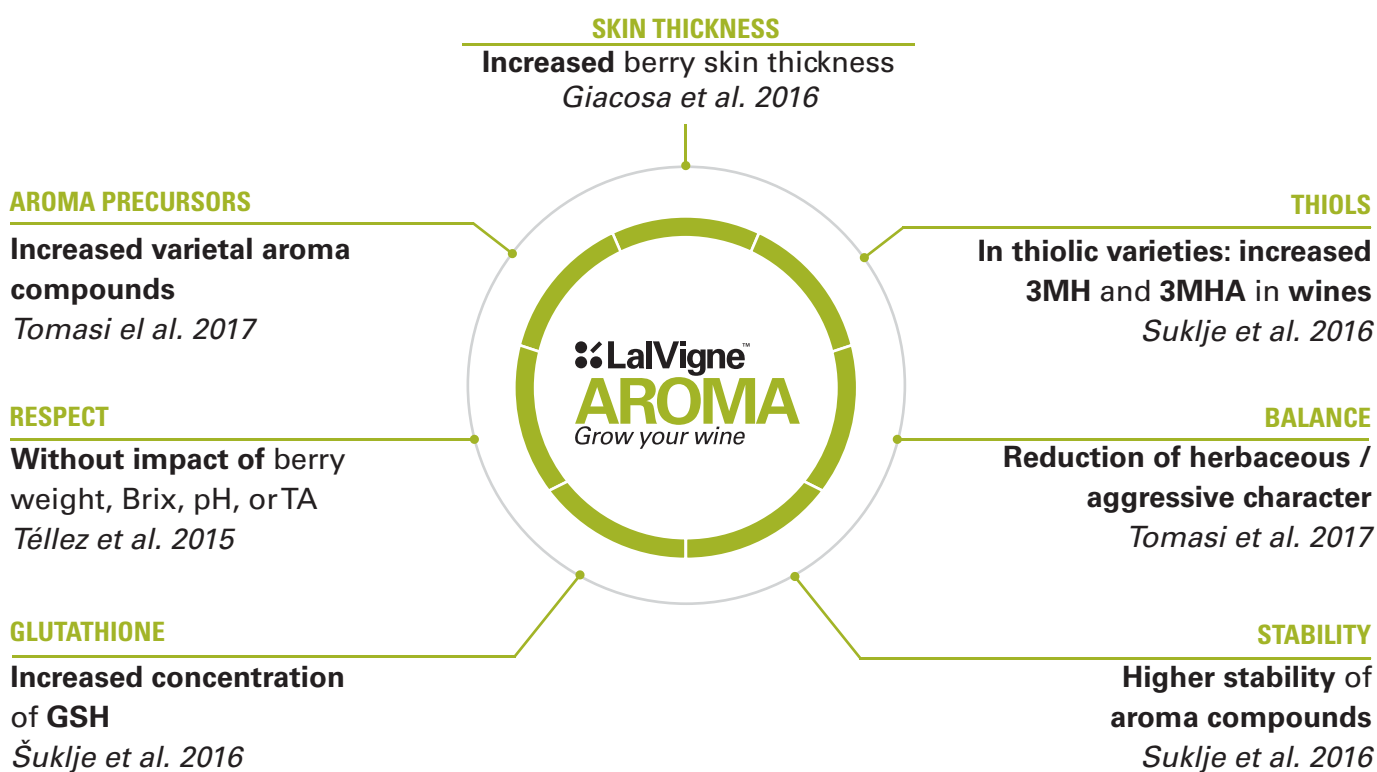 SKIN THICKNESS
Increased berry skin thickness
Giacosa et al. 2016
AROMA PRECURSORS
Increased varietal aroma
compounds
Tomasi el al. 2017
THIOLS
In thiolic varieties: increased
3MH and 3MHA in wines
Suklje et al. 2016
LalVigne™
AROMA
Grow your wine
RESPECT
Without impact of berry
weight, Brix, pH, or TA
Téllez et al. 2015
BALANCE
Reduction of herbaceous /
aggressive character
Tomasi et al. 2017
GLUTATHIONE
Increased concentration
of GSH
Šuklje et al. 2016
STABILITY
Higher stability of
aroma compounds
Suklje et al. 2016